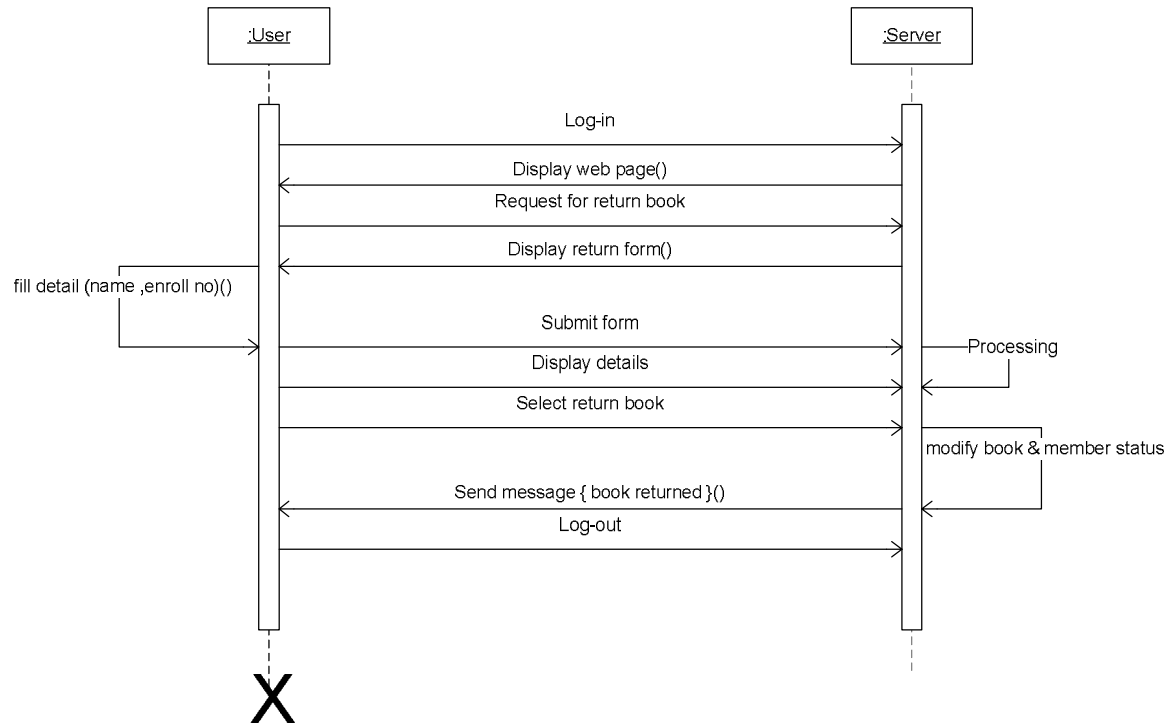 :User
:Server
Log-in
Display web page()
Request for return book
Display return form()
fill detail (name ,enroll no)()
Submit form
Processing
Display details
Select return book
modify book & member status
Send message { book returned }()
Log-out